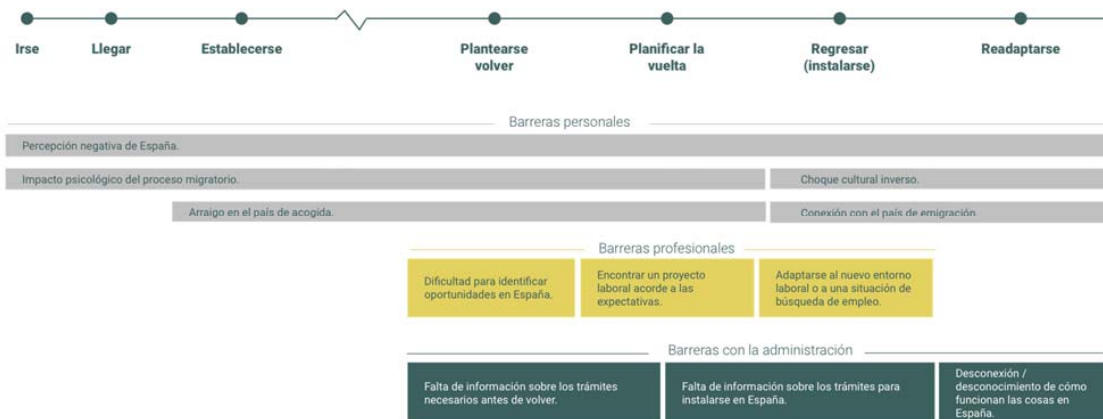 Irse
Llegar
Establecerse
Plantearse
volver
Planificar la
vuelta
Regresar
(instalarse)
Readaptarse
Barreras personales
Percepción negativa de España.
Impacto psicológico del proceso migratorio.
Choque cultural inverso.
Arraigo en el país de acogida.
Conexión con el país de emigración.
Barreras profesionales
Dificultad para identificar
oportunidades en España.
Encontrar un proyecto
laboral acorde a las
expectativas.
Adaptarse al nuevo entorno
laboral o a una situación de
búsqueda de empleo.
Barreras con la administración
Falta de información sobre los trámites
necesarios antes de volver.
Falta de información sobre los trámites para
instalarse en España.
Desconexión /
desconocimiento de cómo
funcionan las cosas en
España.